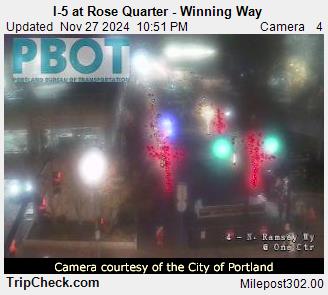 I-5 at Rose Quarter - Winning Way
Updated Nov 27 2024 10:51 PM Camera 4
PBOT
PORTLAND BUREAU OF TRANSPORTATION
4 - N. Ramsey Wy
@ One Ctr
Camera courtesy of the City of Portland
TripCheck.com Milepost302.00